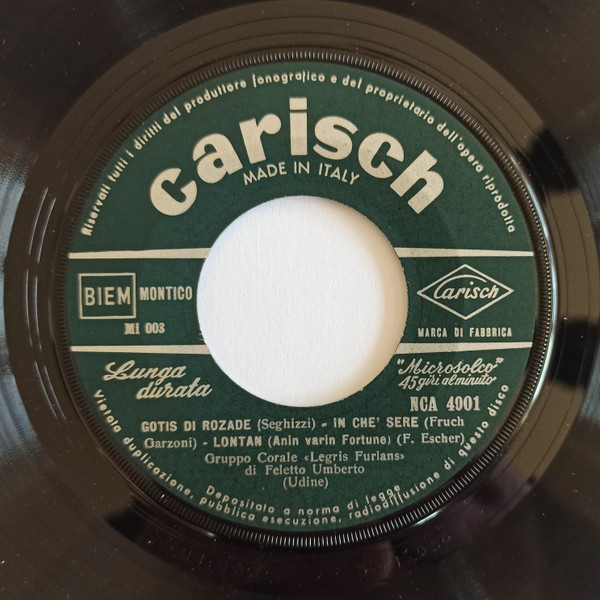 Riservati tutti i diritti del produttore fonografico e del proprietario dell'opera riprodotta
carisch
MADE IN ITALY
BIEM MONTICO
MI 003
Carisch
MARCA DI FABBRICA
Lunga
durata
"Microsolco"
45 giri al minuto
NCA 4001
GOTIS DI ROZADE (Seghizzi) - IN CHE' SERE (Fruch
Garzoni) - LONTAN (Anin varin Fortune) (F. Escher)
Gruppo Corale «Legris Furlans»
di Feletto Umberto
(Udine)
Depositato a norma di legge
Vietata duplicazione, pubblica esecuzione, radiodiffusione di questo disco